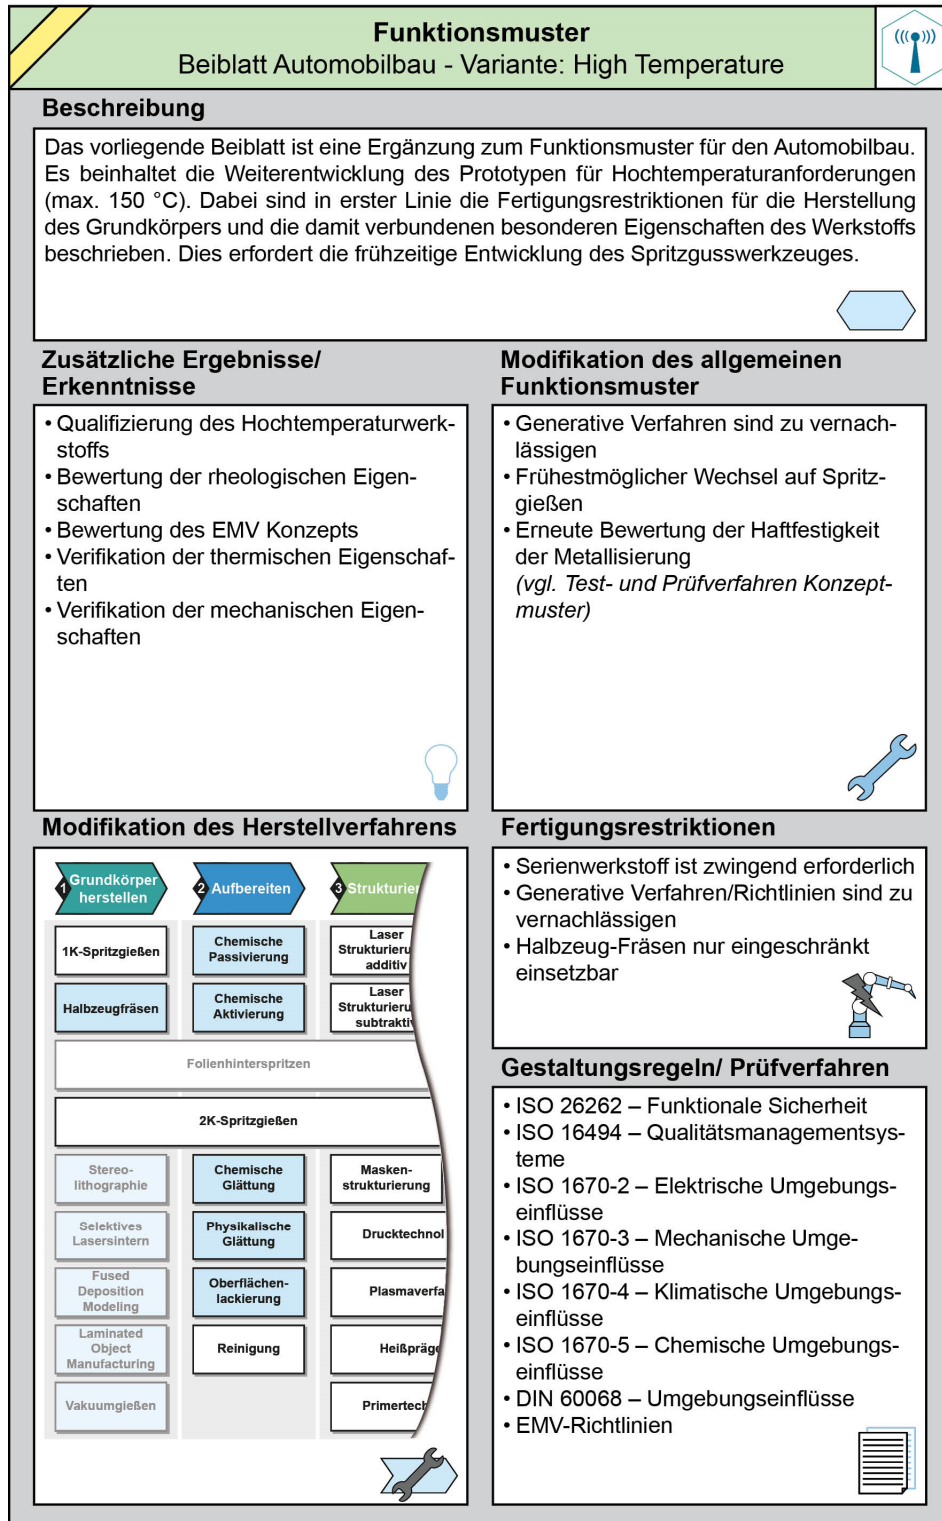 Funktionsmuster
Beiblatt Automobilbau - Variante: High Temperature
Beschreibung
Das vorliegende Beiblatt ist eine Ergänzung zum Funktionsmuster für den Automobilbau.
Es beinhaltet die Weiterentwicklung des Prototypen für Hochtemperaturanforderungen
(max. 150 °C). Dabei sind in erster Linie die Fertigungsrestriktionen für die Herstellung
des Grundkörpers und die damit verbundenen besonderen Eigenschaften des Werkstoffs
beschrieben. Dies erfordert die frühzeitige Entwicklung des Spritzgusswerkzeuges.
Zusätzliche Ergebnisse/
Erkenntnisse
• Qualifizierung des Hochtemperaturwerk-
stoffs
• Bewertung der rheologischen Eigen-
schaften
• Bewertung des EMV Konzepts
• Verifikation der thermischen Eigenschaf-
ten
• Verifikation der mechanischen Eigen-
schaften
Modifikation des allgemeinen
Funktionsmuster
• Generative Verfahren sind zu vernach-
lässigen
• Frühestmöglicher Wechsel auf Spritz-
gießen
• Erneute Bewertung der Haftfestigkeit
der Metallisierung
(vgl. Test- und Prüfverfahren Konzept-
muster)
Modifikation des Herstellverfahrens
1 Grundkörper
herstellen
2 Aufbereiten
3 Strukturier
1K-Spritzgießen
Chemische
Passivierung
Laser
Strukturieru
additiv
Halbzeugfräsen
Chemische
Aktivierung
Laser
Strukturieru
subtraktiv
Folienhinterspritzen
2K-Spritzgießen
Stereo-
lithographie
Chemische
Glättung
Masken-
strukturierung
Selektives
Lasersintern
Physikalische
Glättung
Drucktechnol
Fused
Deposition
Modeling
Oberflächen-
lackierung
Plasmaverfa
Laminated
Object
Manufacturing
Reinigung
Heißpräge
Vakuumgießen
Primertech
Fertigungsrestriktionen
• Serienwerkstoff ist zwingend erforderlich
• Generative Verfahren/Richtlinien sind zu
vernachlässigen
• Halbzeug-Fräsen nur eingeschränkt
einsetzbar
Gestaltungsregeln/ Prüfverfahren
• ISO 26262 – Funktionale Sicherheit
• ISO 16494 – Qualitätsmanagementsys-
teme
• ISO 1670-2 – Elektrische Umgebungs-
einflüsse
• ISO 1670-3 – Mechanische Umge-
bungseinflüsse
• ISO 1670-4 – Klimatische Umgebungs-
einflüsse
• ISO 1670-5 – Chemische Umgebungs-
einflüsse
• DIN 60068 – Umgebungseinflüsse
• EMV-Richtlinien